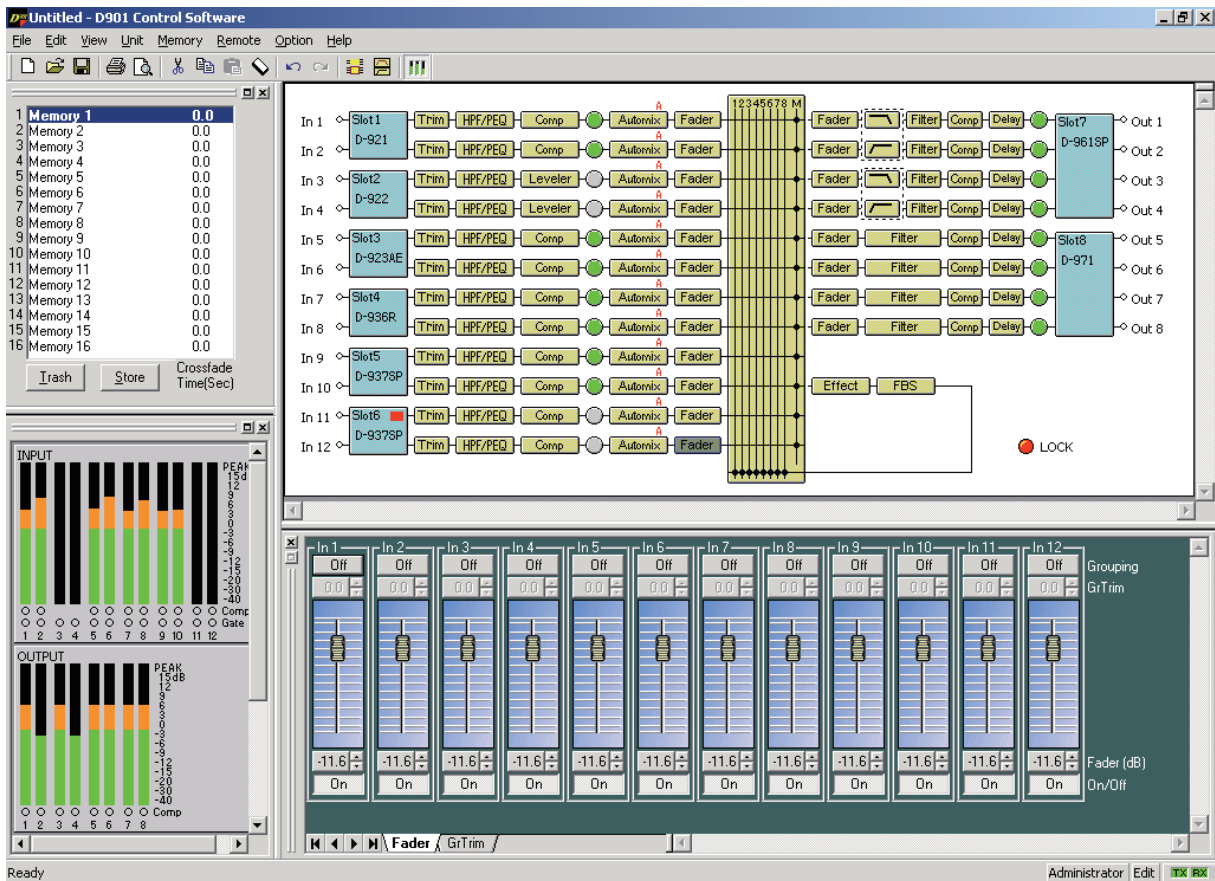 Untitled - D901 Control Software
File Edit View Unit Memory Remote Option Help
1 Memory 1 0.0
2 Memory 2 0.0
3 Memory 3 0.0
4 Memory 4 0.0
5 Memory 5 0.0
6 Memory 6 0.0
7 Memory 7 0.0
8 Memory 8 0.0
9 Memory 9 0.0
10 Memory 10 0.0
11 Memory 11 0.0
12 Memory 12 0.0
13 Memory 13 0.0
14 Memory 14 0.0
15 Memory 15 0.0
16 Memory 16 0.0
Trash Store Crossfade
Time(Sec)
INPUT
PEAK
15d
12
9
6
3
0
-3
-6
-9
-12
-15
-20
-30
-40
Comp
Gate
1 2 3 4 5 6 7 8 9 10 11 12
OUTPUT
PEAK
15dB
12
9
6
3
0
-3
-6
-9
-12
-15
-20
-30
-40
Comp
1 2 3 4 5 6 7 8
12345678 M
A
In 1 Slot1 Trim HPF/PEQ Comp Automix Fader Fader Filter Comp Delay Slot7 Out 1
D-921 D-961SP
A
In 2 Trim HPF/PEQ Comp Automix Fader Fader Filter Comp Delay Out 2
A
In 3 Slot2 Trim HPF/PEQ Leveler Automix Fader Fader Filter Comp Delay Out 3
D-922
A
In 4 Trim HPF/PEQ Leveler Automix Fader Fader Filter Comp Delay Out 4
A
In 5 Slot3 Trim HPF/PEQ Comp Automix Fader Fader Filter Comp Delay Slot8 Out 5
D-923AE D-971
A
In 6 Trim HPF/PEQ Comp Automix Fader Fader Filter Comp Delay Out 6
A
In 7 Slot4 Trim HPF/PEQ Comp Automix Fader Fader Filter Comp Delay Out 7
D-936R
A
In 8 Trim HPF/PEQ Comp Automix Fader Fader Filter Comp Delay Out 8
A
In 9 Slot5 Trim HPF/PEQ Comp Automix Fader
D-937SP
A
In 10 Trim HPF/PEQ Comp Automix Fader Effect FBS
A
In 11 Slot6 Trim HPF/PEQ Comp Automix Fader
D-937SP
A
In 12 Trim HPF/PEQ Comp Automix Fader
LOCK
In 1 In 2 In 3 In 4 In 5 In 6 In 7 In 8 In 9 In 10 In 11 In 12
Off Off Off Off Off Off Off Off Off Off Off Off Grouping
0.0 0.0 0.0 0.0 0.0 0.0 0.0 0.0 0.0 0.0 0.0 0.0 GrTrim
-11.6 -11.6 -11.6 -11.6 -11.6 -11.6 -11.6 -11.6 -11.6 -11.6 -11.6 -11.6 Fader (dB)
On On On On On On On On On On On On On/Off
Fader GrTrim
Ready Administrator Edit TX RX